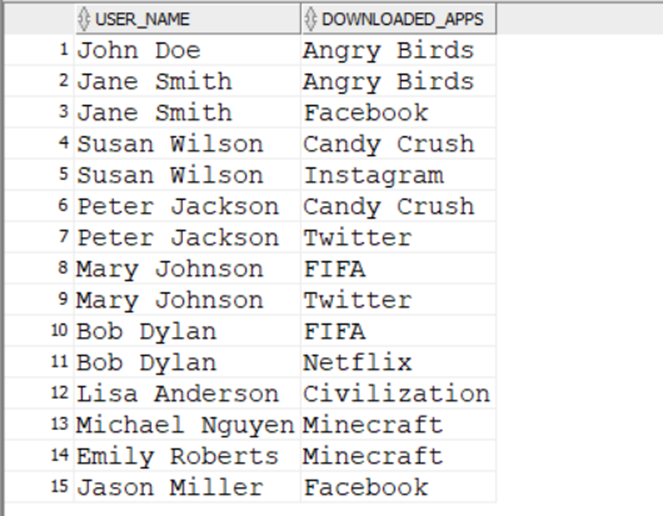 USER_NAME DOWNLOADED_APPS
1 John Doe Angry Birds
2 Jane Smith Angry Birds
3 Jane Smith Facebook
4 Susan Wilson Candy Crush
5 Susan Wilson Instagram
6 Peter Jackson Candy Crush
7 Peter Jackson Twitter
8 Mary Johnson FIFA
9 Mary Johnson Twitter
10 Bob Dylan FIFA
11 Bob Dylan Netflix
12 Lisa Anderson Civilization
13 Michael Nguyen Minecraft
14 Emily Roberts Minecraft
15 Jason Miller Facebook